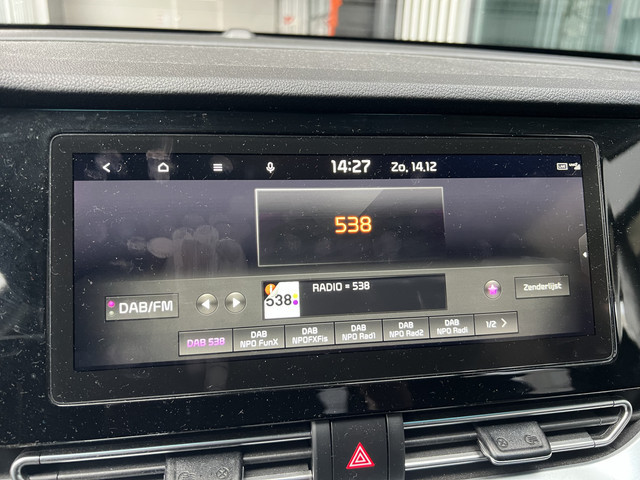 14:27 Zo, 14.12
538
RADIO = 538
538
DAB/FM
Zenderlijst
DAB 538
DAB
NPO FunX
DAB
NPOFXFis
DAB
NPO Rad1
DAB
NPO Rad2
DAB
NPO Radi
1/2